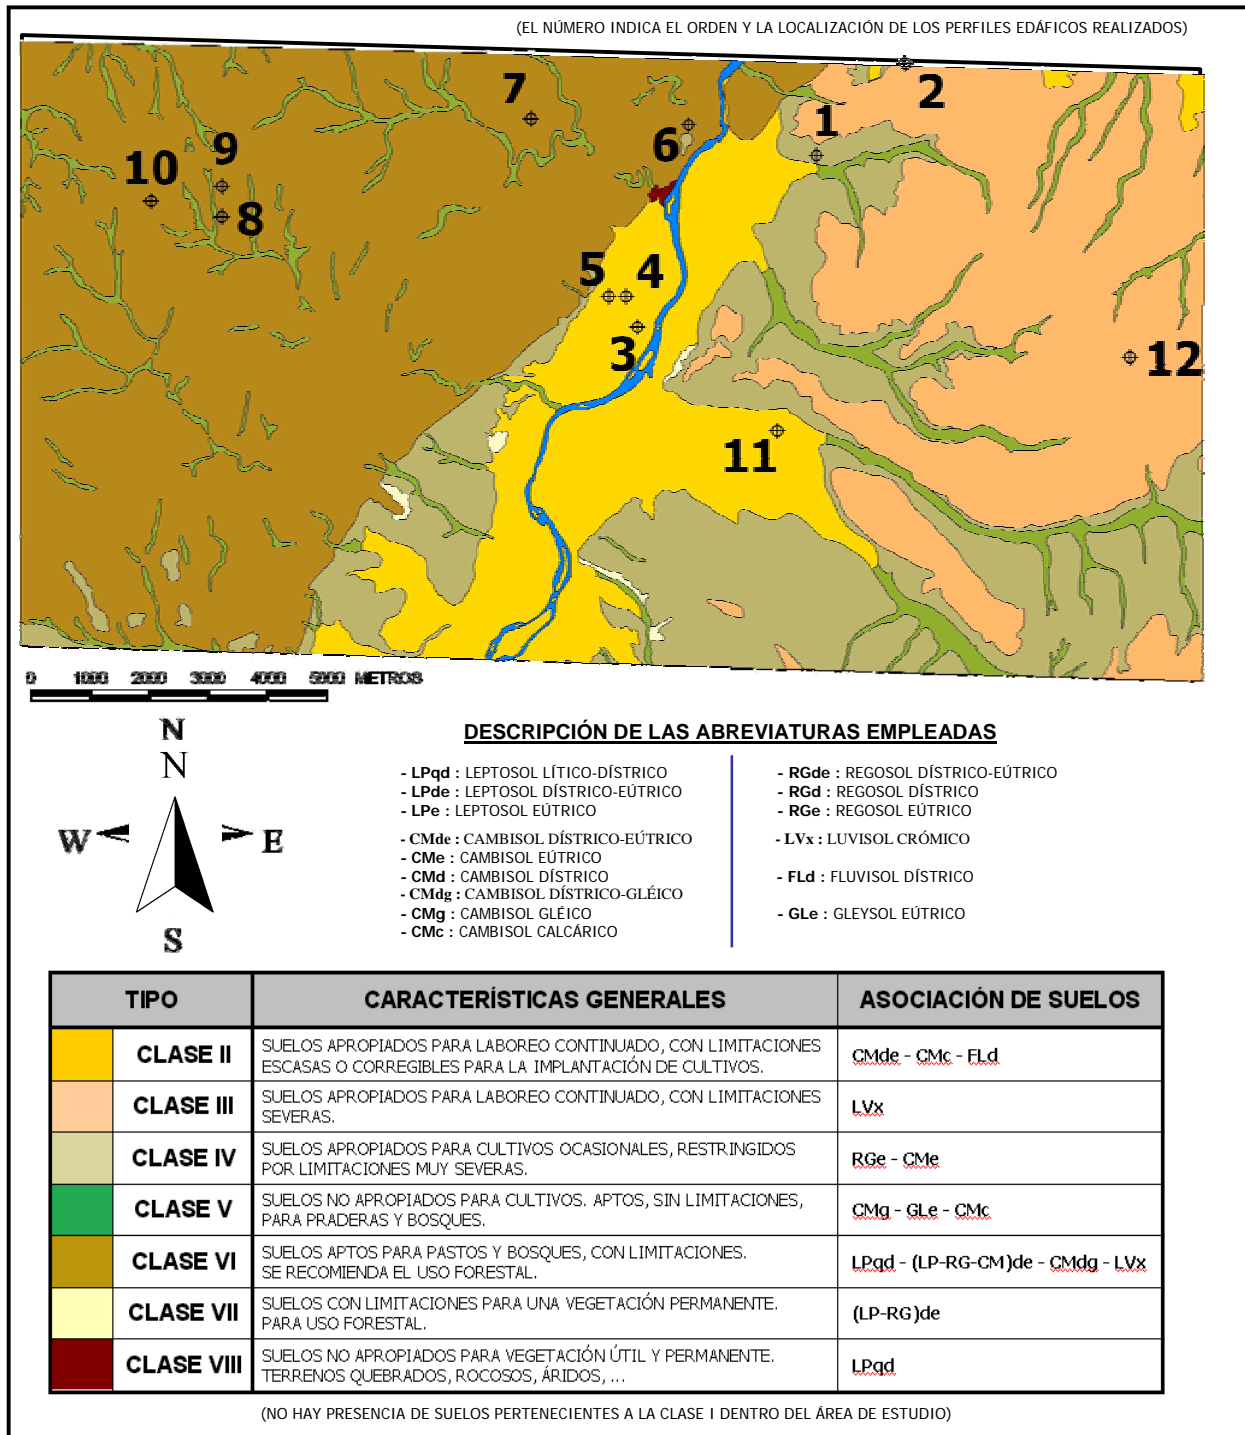 (EL NÚMERO INDICA EL ORDEN Y LA LOCALIZACIÓN DE LOS PERFILES EDÁFICOS REALIZADOS)
7
2
1
6
9
10
8
5
4
3
12
11
0 1000 2000 3000 4000 5000 METROS
N
N
W
E
S
DESCRIPCIÓN DE LAS ABREVIATURAS EMPLEADAS
- LPqd : LEPTOSOL LÍTICO-DÍSTRICO
- LPde : LEPTOSOL DÍSTRICO-EÚTRICO
- LPe : LEPTOSOL EÚTRICO
- CMde : CAMBISOL DÍSTRICO-EÚTRICO
- CMe : CAMBISOL EÚTRICO
- CMd : CAMBISOL DÍSTRICO
- CMdg : CAMBISOL DÍSTRICO-GLÉICO
- CMg : CAMBISOL GLÉICO
- CMc : CAMBISOL CALCÁRICO
- RGde : REGOSOL DÍSTRICO-EÚTRICO
- RGd : REGOSOL DÍSTRICO
- RGe : REGOSOL EÚTRICO
- LVx : LUVISOL CRÓMICO
- FLd : FLUVISOL DÍSTRICO
- GLe : GLEYSOL EÚTRICO
TIPO CARACTERÍSTICAS GENERALES ASOCIACIÓN DE SUELOS
CLASE II
SUELOS APROPIADOS PARA LABOREO CONTINUADO, CON LIMITACIONES
ESCASAS O CORREGIBLES PARA LA IMPLANTACIÓN DE CULTIVOS.
CMde - CMc - FLd
CLASE III
SUELOS APROPIADOS PARA LABOREO CONTINUADO, CON LIMITACIONES
SEVERAS.
LVx
CLASE IV
SUELOS APROPIADOS PARA CULTIVOS OCASIONALES, RESTRINGIDOS
POR LIMITACIONES MUY SEVERAS.
RGe - CMe
CLASE V
SUELOS NO APROPIADOS PARA CULTIVOS. APTOS, SIN LIMITACIONES,
PARA PRADERAS Y BOSQUES.
CMg - GLe - CMc
CLASE VI
SUELOS APTOS PARA PASTOS Y BOSQUES, CON LIMITACIONES.
SE RECOMIENDA EL USO FORESTAL.
LPqd - (LP-RG-CM)de - CMdg - LVx
CLASE VII
SUELOS CON LIMITACIONES PARA UNA VEGETACIÓN PERMANENTE.
PARA USO FORESTAL.
(LP-RG)de
CLASE VIII
SUELOS NO APROPIADOS PARA VEGETACIÓN ÚTIL Y PERMANENTE.
TERRENOS QUEBRADOS, ROCOSOS, ÁRIDOS, ...
LPqd
(NO HAY PRESENCIA DE SUELOS PERTENECIENTES A LA CLASE I DENTRO DEL ÁREA DE ESTUDIO)